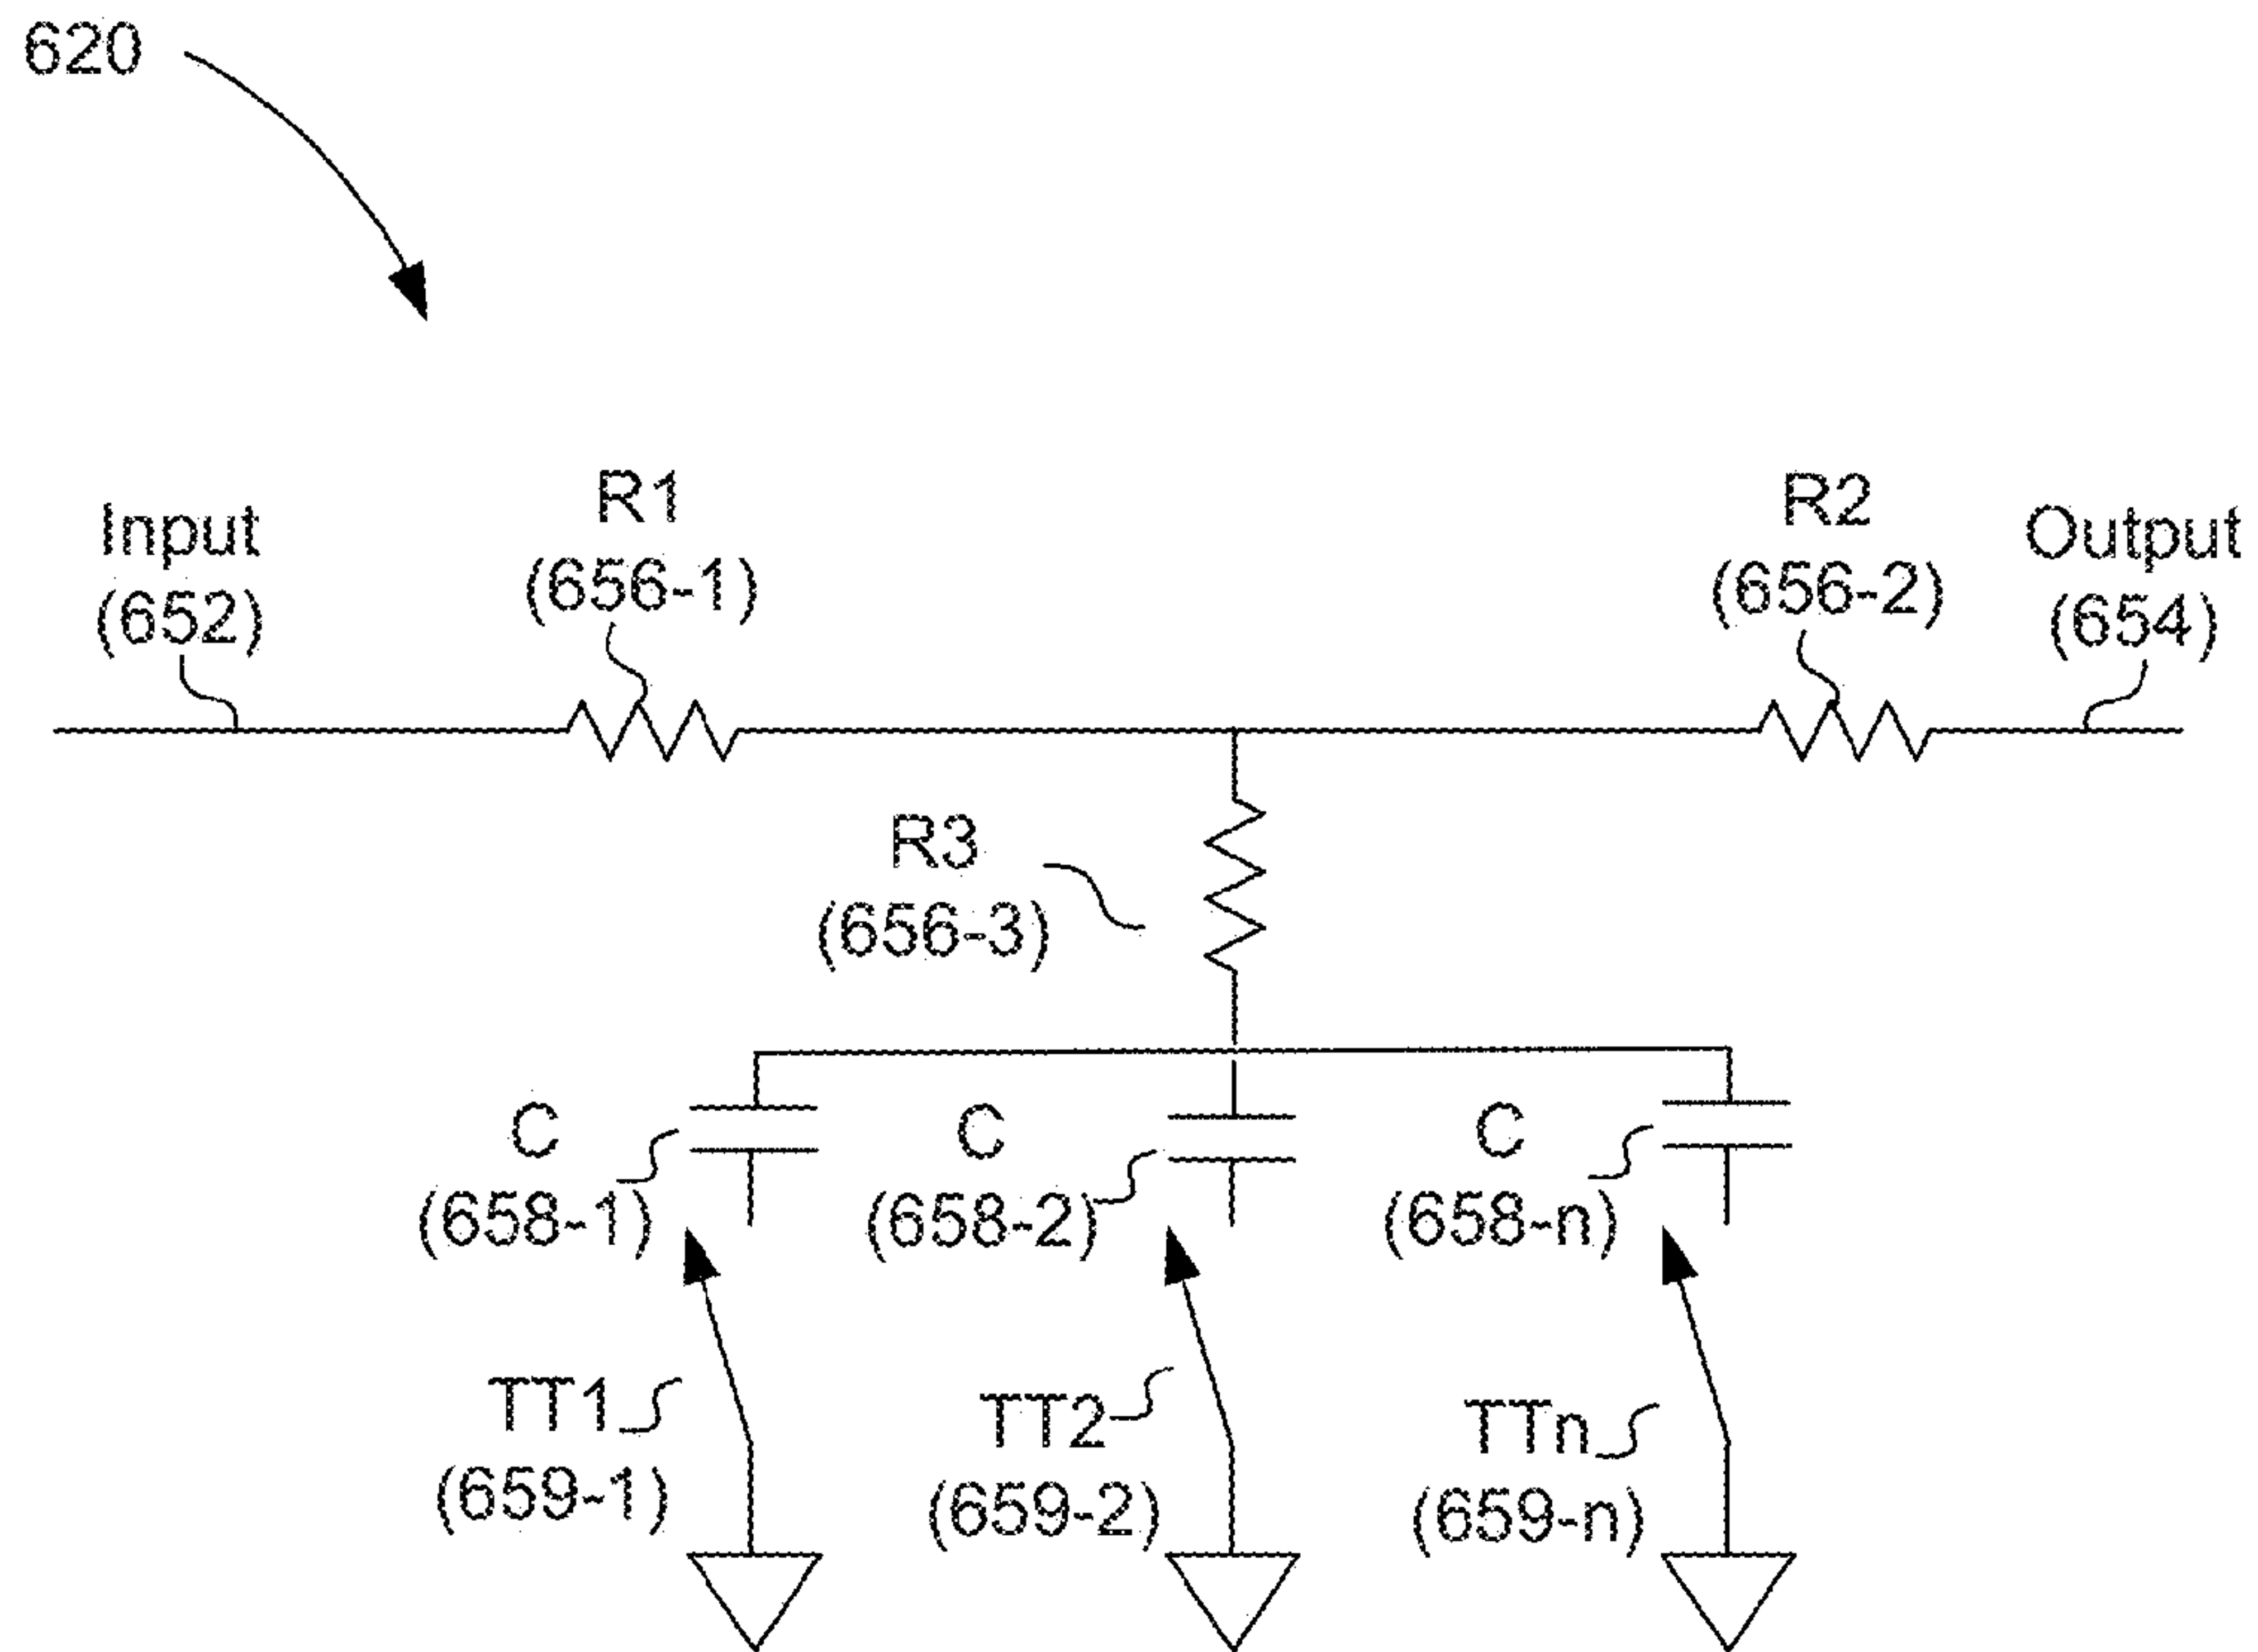 620
Input
(652)
R1
(656-1)
R2
(656-2)
Output
(654)
R3
(656-3)
C
(658-1)
C
(658-2)
C
(658-n)
TT1
(659-1)
TT2
(659-2)
TTn
(659-n)